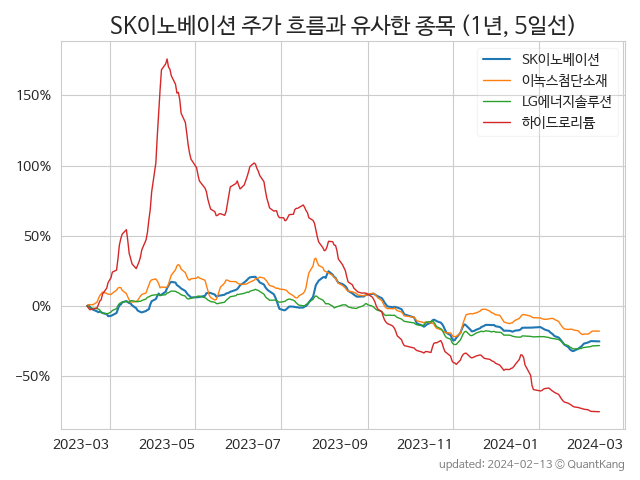 SK이노베이션 주가 흐름과 유사한 종목 (1년, 5일선)
SK이노베이션
이녹스첨단소재
LG에너지솔루션
하이드로리튬
150%
100%
50%
0%
−50%
2023-03 2023-05 2023-07 2023-09 2023-11 2024-01 2024-03
updated: 2024-02-13 © QuantKang